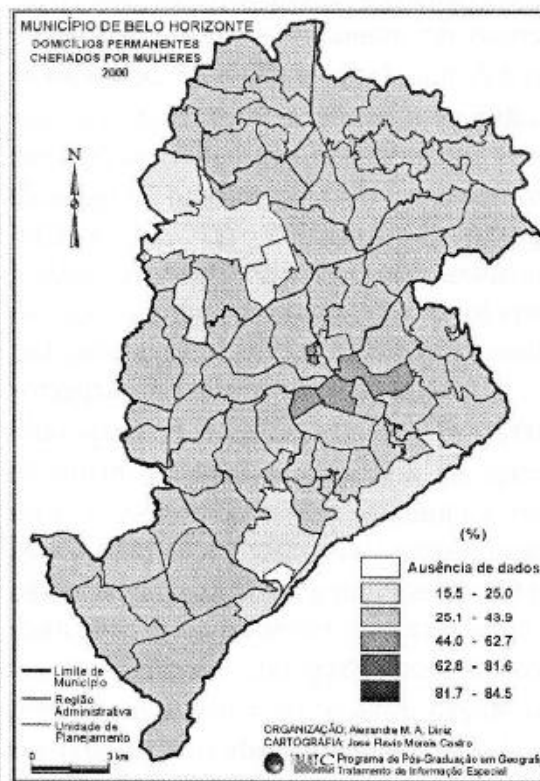 MUNICÍPIO DE BELO HORIZONTE
DOMICÍLIOS PERMANENTES
CHEFIADOS POR MULHERES
2000
N
(%)
Ausência de dados
15.5 - 25.0
25.1 - 43.9
44.0 - 62.7
62.8 - 81.6
81.7 - 84.5
Limite de
Município
Região
Administrativa
Unidade de
Planejamento
0 3 km
ORGANIZAÇÃO: Alexandre M. A. Diniz
CARTOGRAFIA: José Flávio Morais Castro
Programa de Pós-Graduação em Geografia
Tratamento da Informação Espacial